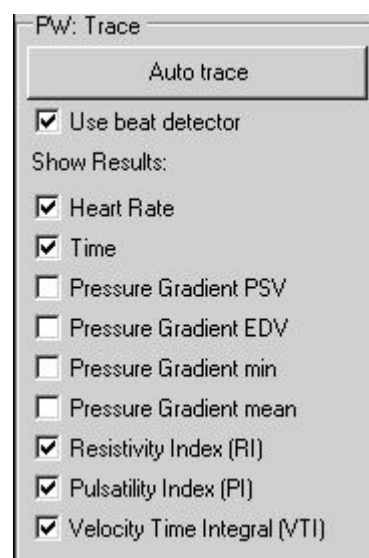 PW: Trace
Auto trace
Use beat detector
Show Results:
Heart Rate
Time
Pressure Gradient PSV
Pressure Gradient EDV
Pressure Gradient min
Pressure Gradient mean
Resistivity Index (RI)
Pulsatility Index (PI)
Velocity Time Integral (VTI)